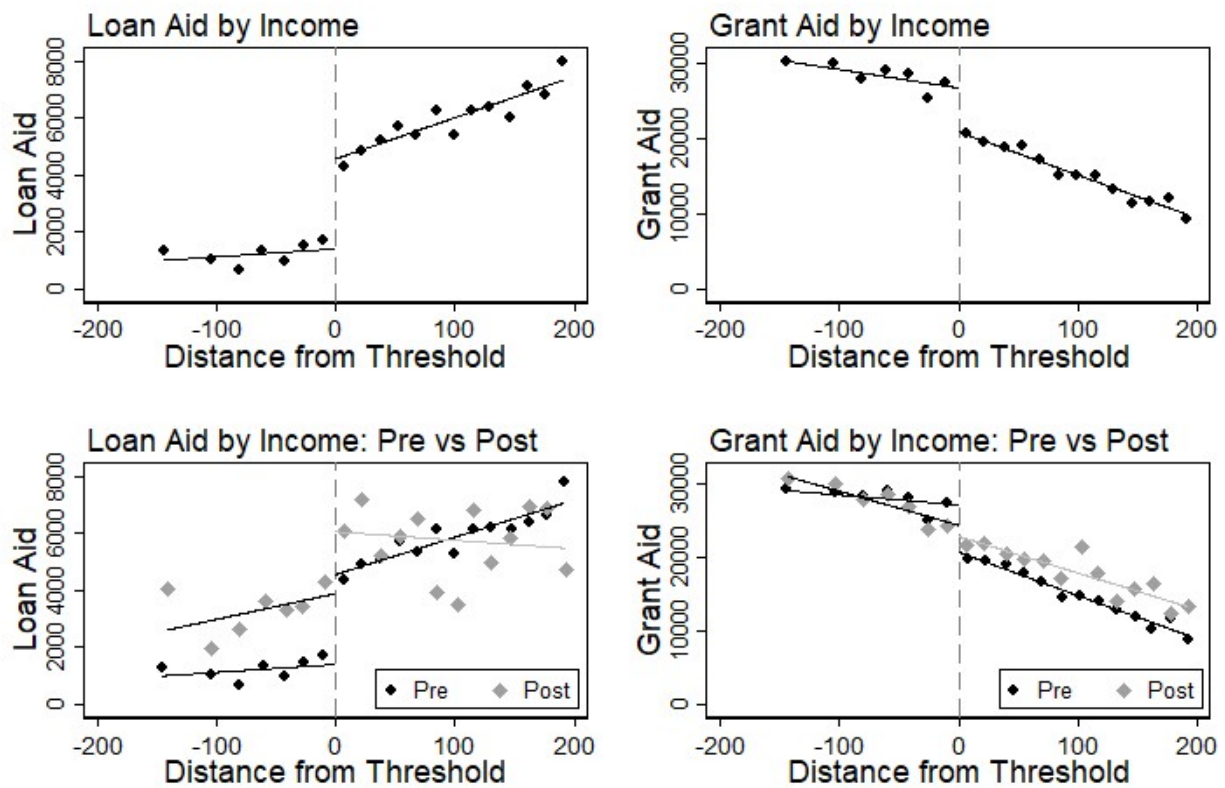 Loan Aid by Income
Loan Aid
0 2000 4000 6000 8000
-200 -100 0 100 200
Distance from Threshold
Grant Aid by Income
Grant Aid
0 10000 20000 30000
-200 -100 0 100 200
Distance from Threshold
Loan Aid by Income: Pre vs Post
Loan Aid
0 2000 4000 6000 8000
Pre Post
-200 -100 0 100 200
Distance from Threshold
Grant Aid by Income: Pre vs Post
Grant Aid
0 10000 20000 30000
Pre Post
-200 -100 0 100 200
Distance from Threshold